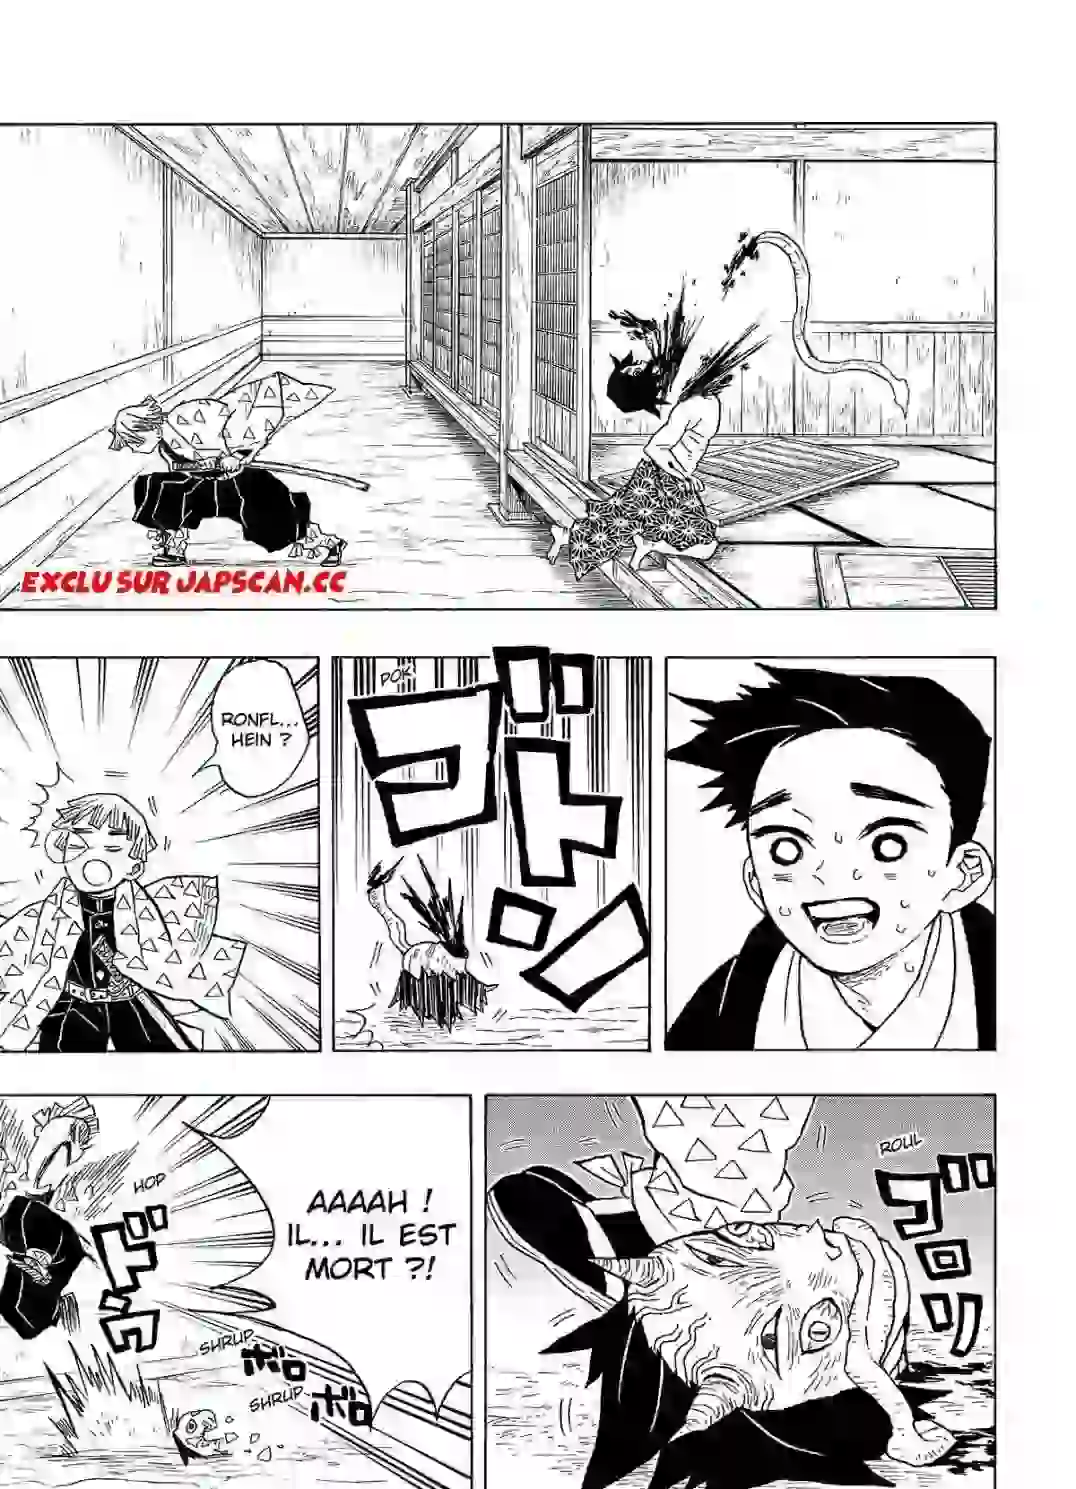 EXCLU SUR JAPSCAN.CC
POK
ゴトン
RONFL...
HEIN ?
ROUL
ゴロリ
AAAAH !
IL... IL EST
MORT ?!
HOP
ドウ
SHRUP
ボロ
SHRUP
ボロ